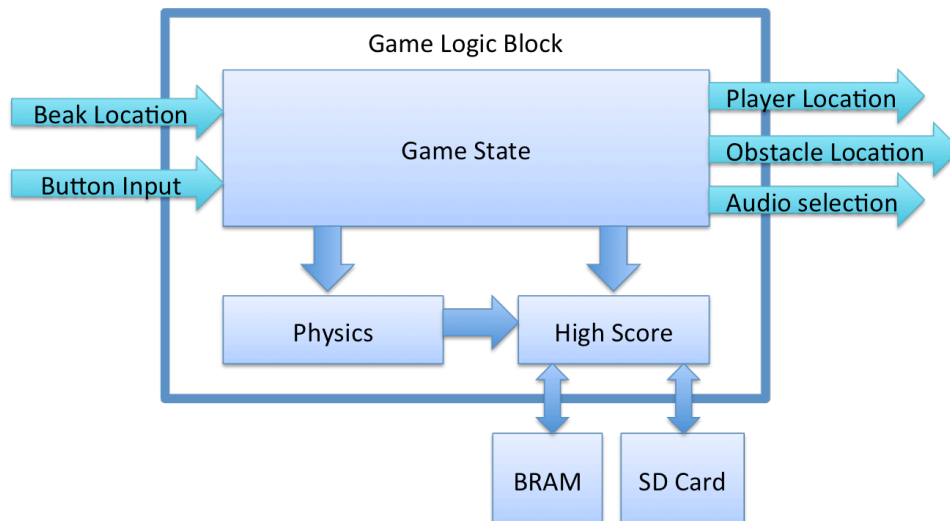 Game Logic Block
Beak Location
Button Input
Game State
Player Location
Obstacle Location
Audio selection
Physics
High Score
BRAM
SD Card